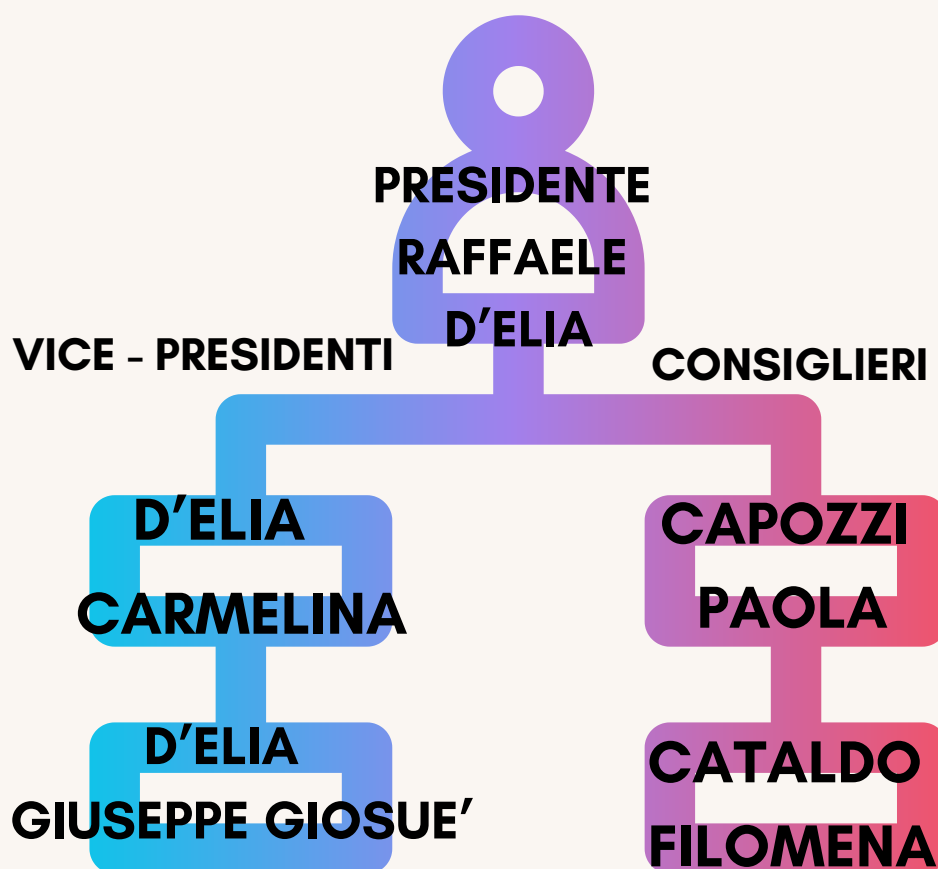 PRESIDENTE
RAFFAELE
D’ELIA
VICE - PRESIDENTI
CONSIGLIERI
D’ELIA
CARMELINA
CAPOZZI
PAOLA
D’ELIA
GIUSEPPE GIOSUE’
CATALDO
FILOMENA